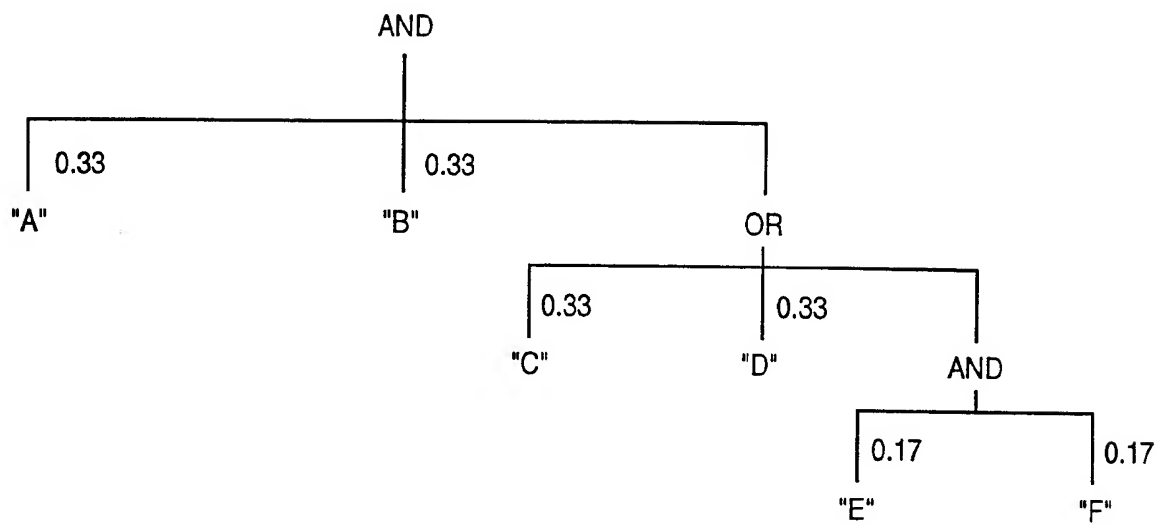 AND
0.33 0.33
"A" "B" OR
0.33 0.33
"C" "D" AND
0.17 0.17
"E" "F"